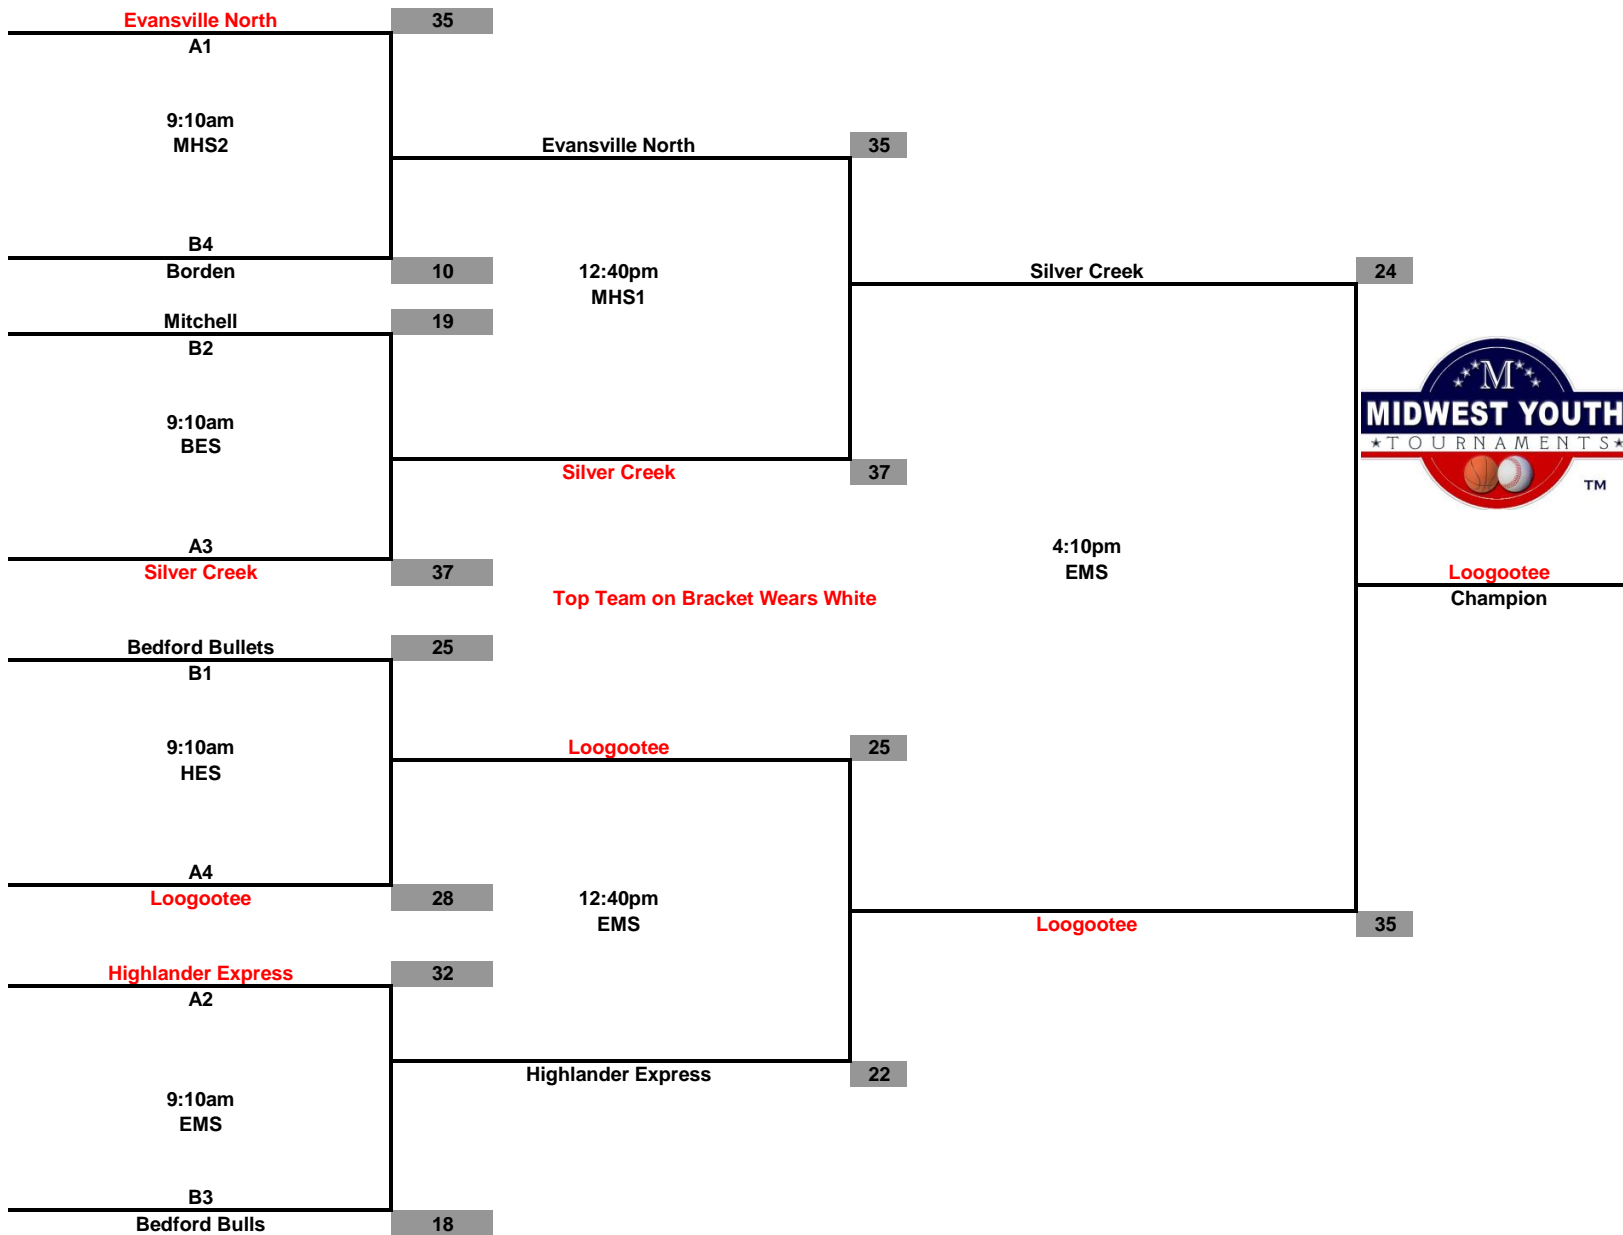 Evansville North 35
A1
9:10am
MHS2
Evansville North 35
B4
Borden 10
12:40pm
MHS1
Silver Creek 24
Mitchell 19
B2
9:10am
BES
Silver Creek 37
A3
Silver Creek 37
4:10pm
EMS
M
MIDWEST YOUTH
TOURNAMENTS
TM
Loogootee
Champion
Top Team on Bracket Wears White
Bedford Bullets 25
B1
9:10am
HES
Loogootee 25
A4
Loogootee 28
12:40pm
EMS
Loogootee 35
Highlander Express 32
A2
Highlander Express 22
9:10am
EMS
B3
Bedford Bulls 18